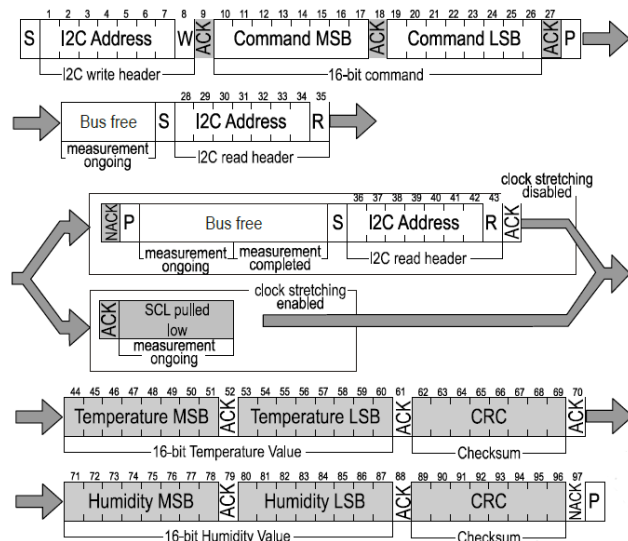 1 2 3 4 5 6 7 8 9 10 11 12 13 14 15 16 17 18 19 20 21 22 23 24 25 26 27
S I2C Address W ACK Command MSB ACK Command LSB ACK P
I2C write header 16-bit command
28 29 30 31 32 33 34 35
Bus free S I2C Address R
measurement ongoing I2C read header
clock stretching
disabled
36 37 38 39 40 41 42 43
NACK P Bus free S I2C Address R ACK
measurement measurement
ongoing completed I2C read header
clock stretching
enabled
ACK SCL pulled
low
measurement
ongoing
44 45 46 47 48 49 50 51 52 53 54 55 56 57 58 59 60 61 62 63 64 65 66 67 68 69 70
Temperature MSB ACK Temperature LSB ACK CRC ACK
16-bit Temperature Value Checksum
71 72 73 74 75 76 77 78 79 80 81 82 83 84 85 86 87 88 89 90 91 92 93 94 95 96 97
Humidity MSB ACK Humidity LSB ACK CRC NACK P
16-bit Humidity Value Checksum